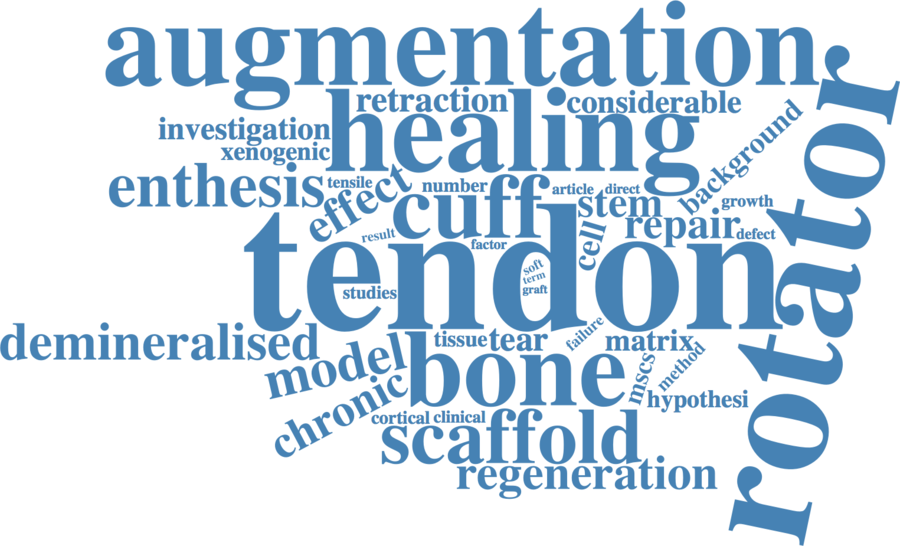 augmentation
rotator
retraction
considerable
healing
investigation
xenogenic
background
enthesis
tensile
number
article
direct
effect
cuff
stem
growth
repair
defect
result
factor
cell
tendon
soft
term
graft
studies
demineralised
tissue
tear
failure
matrix
model
bone
mscs
method
chronic
hypothesi
cortical
clinical
scaffold
regeneration